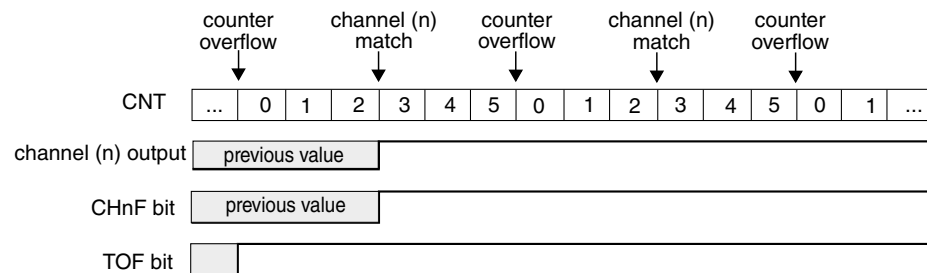 counter overflow
channel (n) match
counter overflow
channel (n) match
counter overflow
CNT ... 0 1 2 3 4 5 0 1 2 3 4 5 0 1 ...
channel (n) output previous value
CHnF bit previous value
TOF bit